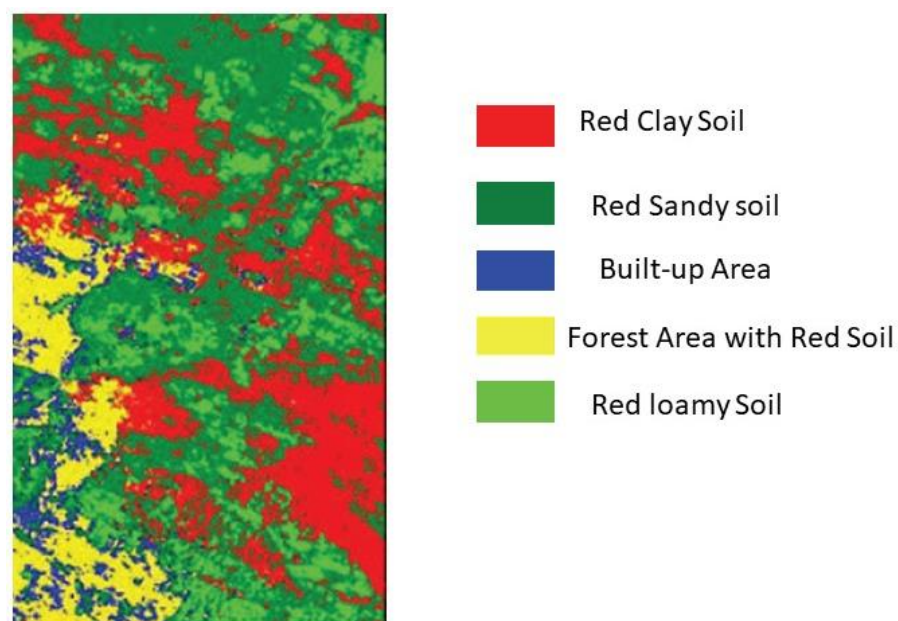 Red Clay Soil
Red Sandy soil
Built-up Area
Forest Area with Red Soil
Red loamy Soil